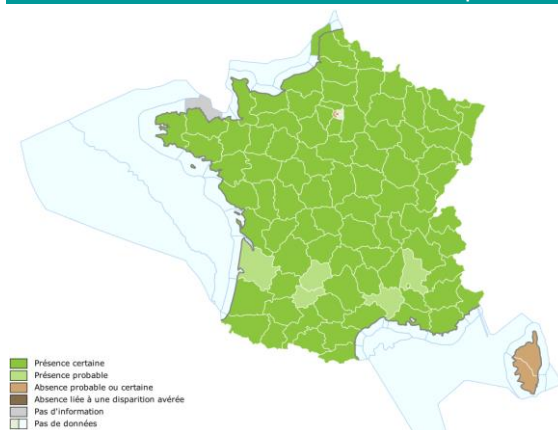 Présence certaine
Présence probable
Absence probable ou certaine
Absence liée à une disparition avérée
Pas d'information
Pas de données